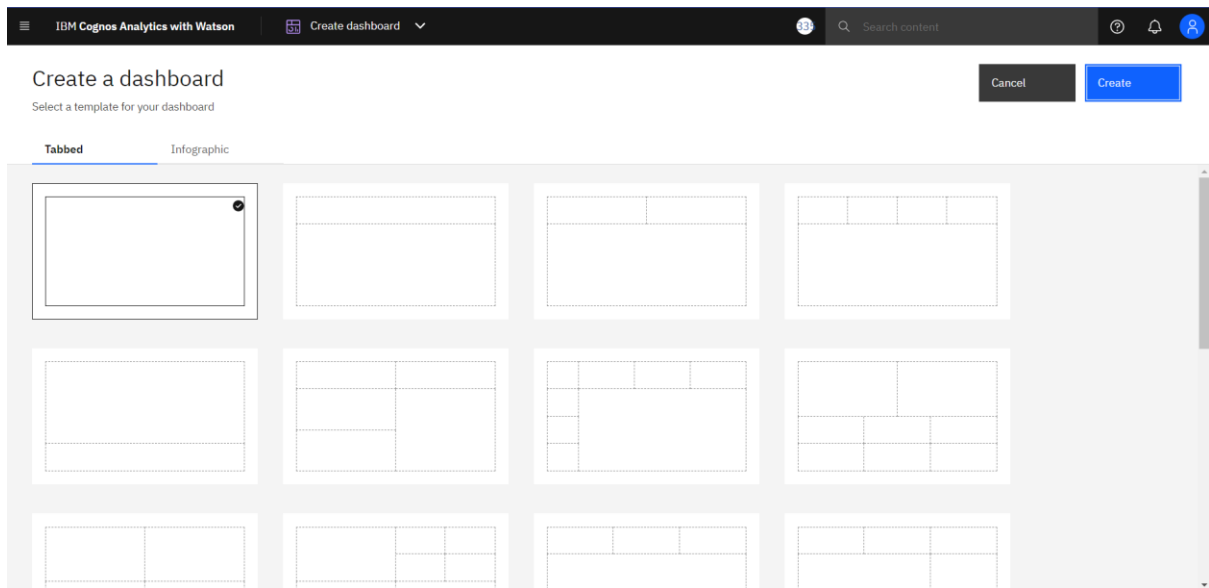 IBM Cognos Analytics with Watson
Create dashboard
Search content
Create a dashboard
Cancel
Create
Select a template for your dashboard
Tabbed
Infographic